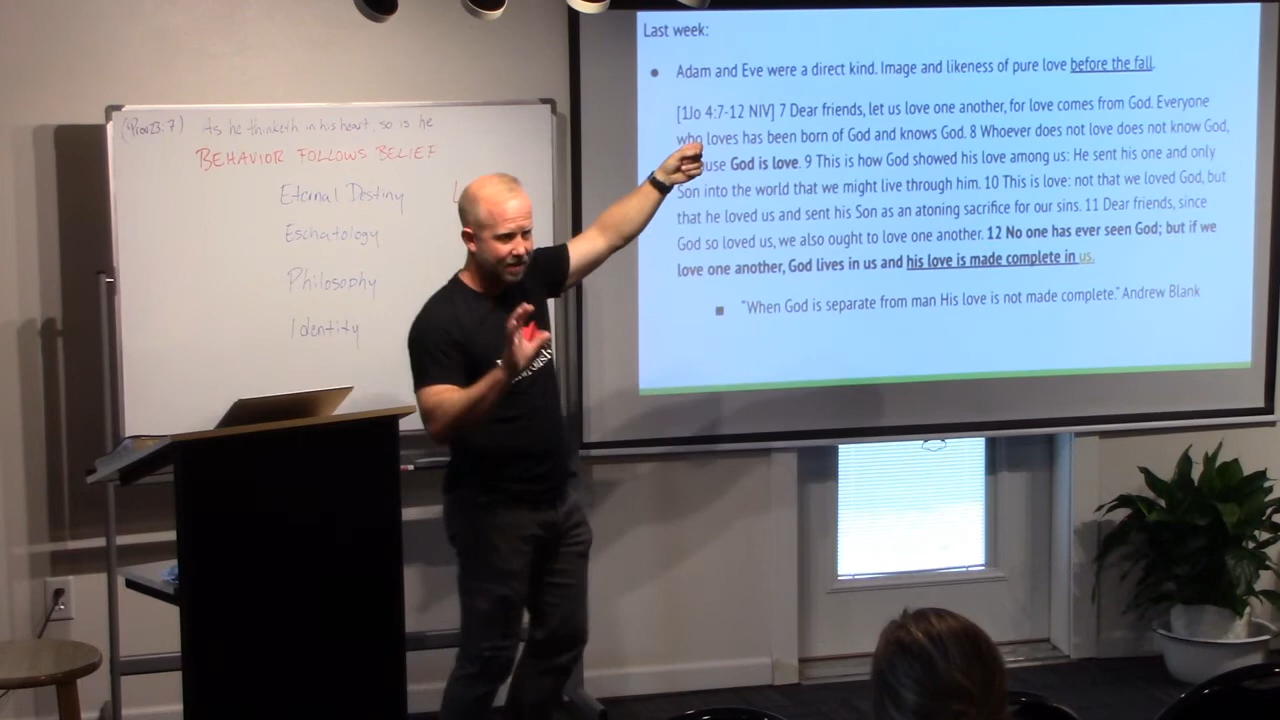 (Prov 23:7) As he thinketh in his heart, so is he
BEHAVIOR FOLLOWS BELIEF
Eternal Destiny
Eschatology
Philosophy
Identity
Last week:
Adam and Eve were a direct kind. Image and likeness of pure love before the fall.
[1Jo 4:7-12 NIV] 7 Dear friends, let us love one another, for love comes from God. Everyone
who loves has been born of God and knows God. 8 Whoever does not love does not know God,
God is love. 9 This is how God showed his love among us: He sent his one and only
Son into the world that we might live through him. 10 This is love: not that we loved God, but
that he loved us and sent his Son as an atoning sacrifice for our sins. 11 Dear friends, since
God so loved us, we also ought to love one another. 12 No one has ever seen God; but if we
love one another, God lives in us and his love is made complete in us.
"When God is separate from man His love is not made complete." Andrew Blank